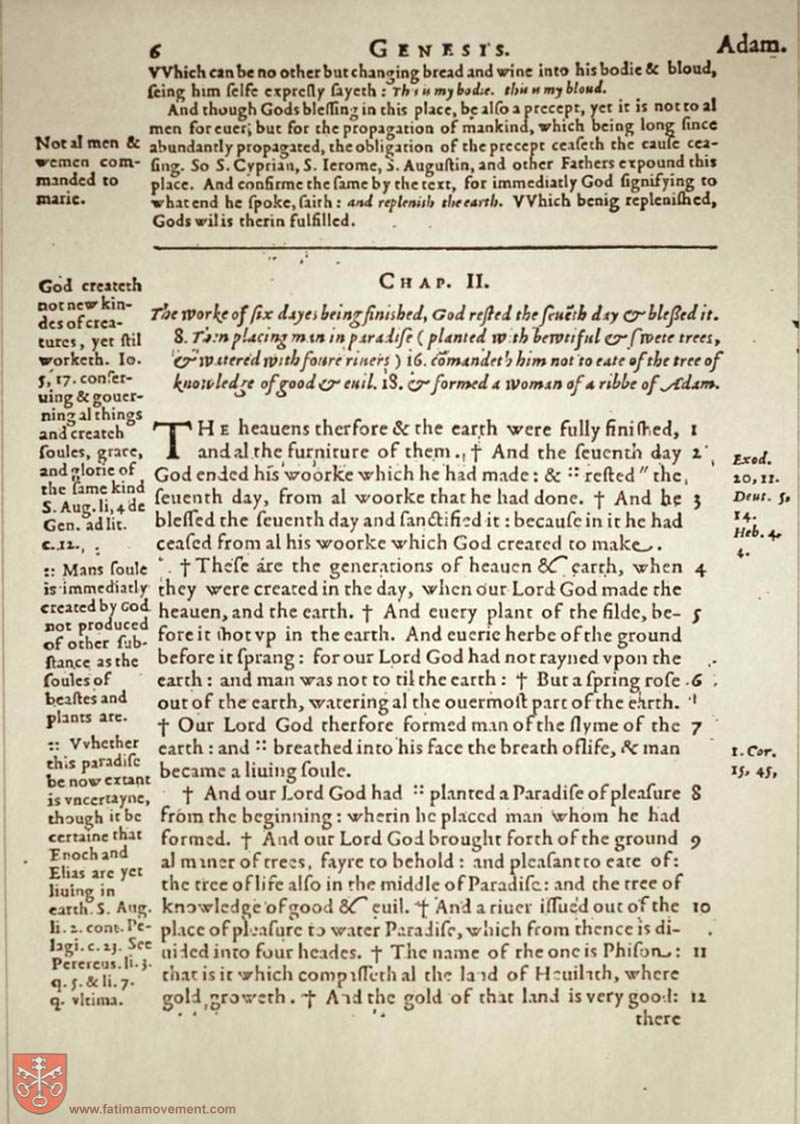 6 GENESIS. Adam.
VVhich can be no other but changing bread and wine into his bodie & bloud,
ſeing him ſelfe expreſly ſayeth : This is my bodie. this is my bloud.
And though Gods bleſſing in this place, be alſo a precept, yet it is not to al
men for euer, but for the propagation of mankind, which being long ſince
abundantly propagated, the obligation of the precept ceaſeth the cauſe cea-
ſing. So S. Cyprian, S. Ierome, S. Auguſtin, and other Fathers expound this
place. And confirme the ſame by the text, for immediatly God ſignifying to
what end he ſpoke, ſaith : and replenish the earth. VVhich benig replenished,
Gods wil is therin fulfilled.
Not al men &
wemen com-
manded to
marie.
CHAP. II.
The worke of ſix dayes being finished, God reſted the ſeuēth day & bleſſed it.
8. Then placing man in paradiſe ( planted with bewtiful & ſwete trees,
& watered with foure riuers ) 16. cōmandeth him not to eate of the tree of
knowledge of good & euil. 18. & formed a woman of a ribbe of Adam.
God createth
not new kin-
des of crea-
tures, yet ſtil
worketh. Io.
5, 17. conſer-
uing & gouer-
ning al things
and createth
ſoules, grace,
and glorie of
the ſame kind
S. Aug. li, 4 de
Gen. ad lit.
c. 12.
:: Mans ſoule
is immediatly
created by God
not produced
of other ſub-
ſtance as the
ſoules of
beaſtes and
plants are.
:: Vvhether
this paradiſe
be now extant
is vncertayne,
though it be
certaine that
Enoch and
Elias are yet
liuing in
earth. S. Aug.
li. 2. cont. Pe-
lagi. c. 23. See
Perereus. li. 3.
q. 5. & li. 7.
q. vltima.
THE heauens therfore & the earth were fully finiſhed, 1
and al the furniture of them. † And the ſeuenth day 2
God ended his woorke which he had made : & :: reſted " the
ſeuenth day, from al woorke that he had done. † And he 3
bleſſed the ſeuenth day and ſanctified it : becauſe in it he had
ceaſed from al his woorke which God created to make.
† Theſe are the generations of heauen & earth, when 4
they were created in the day, when our Lord God made the
heauen, and the earth. † And euery plant of the filde, be- 5
fore it ſhot vp in the earth. And euerie herbe of the ground
before it ſprang : for our Lord God had not rayned vpon the
earth : and man was not to til the earth : † But a ſpring roſe 6
out of the earth, watering al the ouermoſt part of the earth.
† Our Lord God therfore formed man of the ſlyme of the 7
earth : and :: breathed into his face the breath of life, & man
became a liuing ſoule.
† And our Lord God had :: planted a Paradiſe of pleaſure 8
from the beginning : wherin he placed man whom he had
formed. † And our Lord God brought forth of the ground 9
al maner of trees, fayre to behold : and pleaſant to eate of :
the tree of life alſo in the middle of Paradiſe : and the tree of
knowledge of good & euil. † And a riuer iſſued out of the 10
place of pleaſure to water Paradiſe, which from thence is di-
uided into four heades. † The name of the one is Phiſon : 11
that is it which compaſſeth al the land of Heuilath, where
gold groweth. † And the gold of that land is very good : 12
there
Exod.
20, 11.
Deut. 5,
14.
Heb. 4,
4.
1. Cor.
15, 45,
www.fatimamovement.com